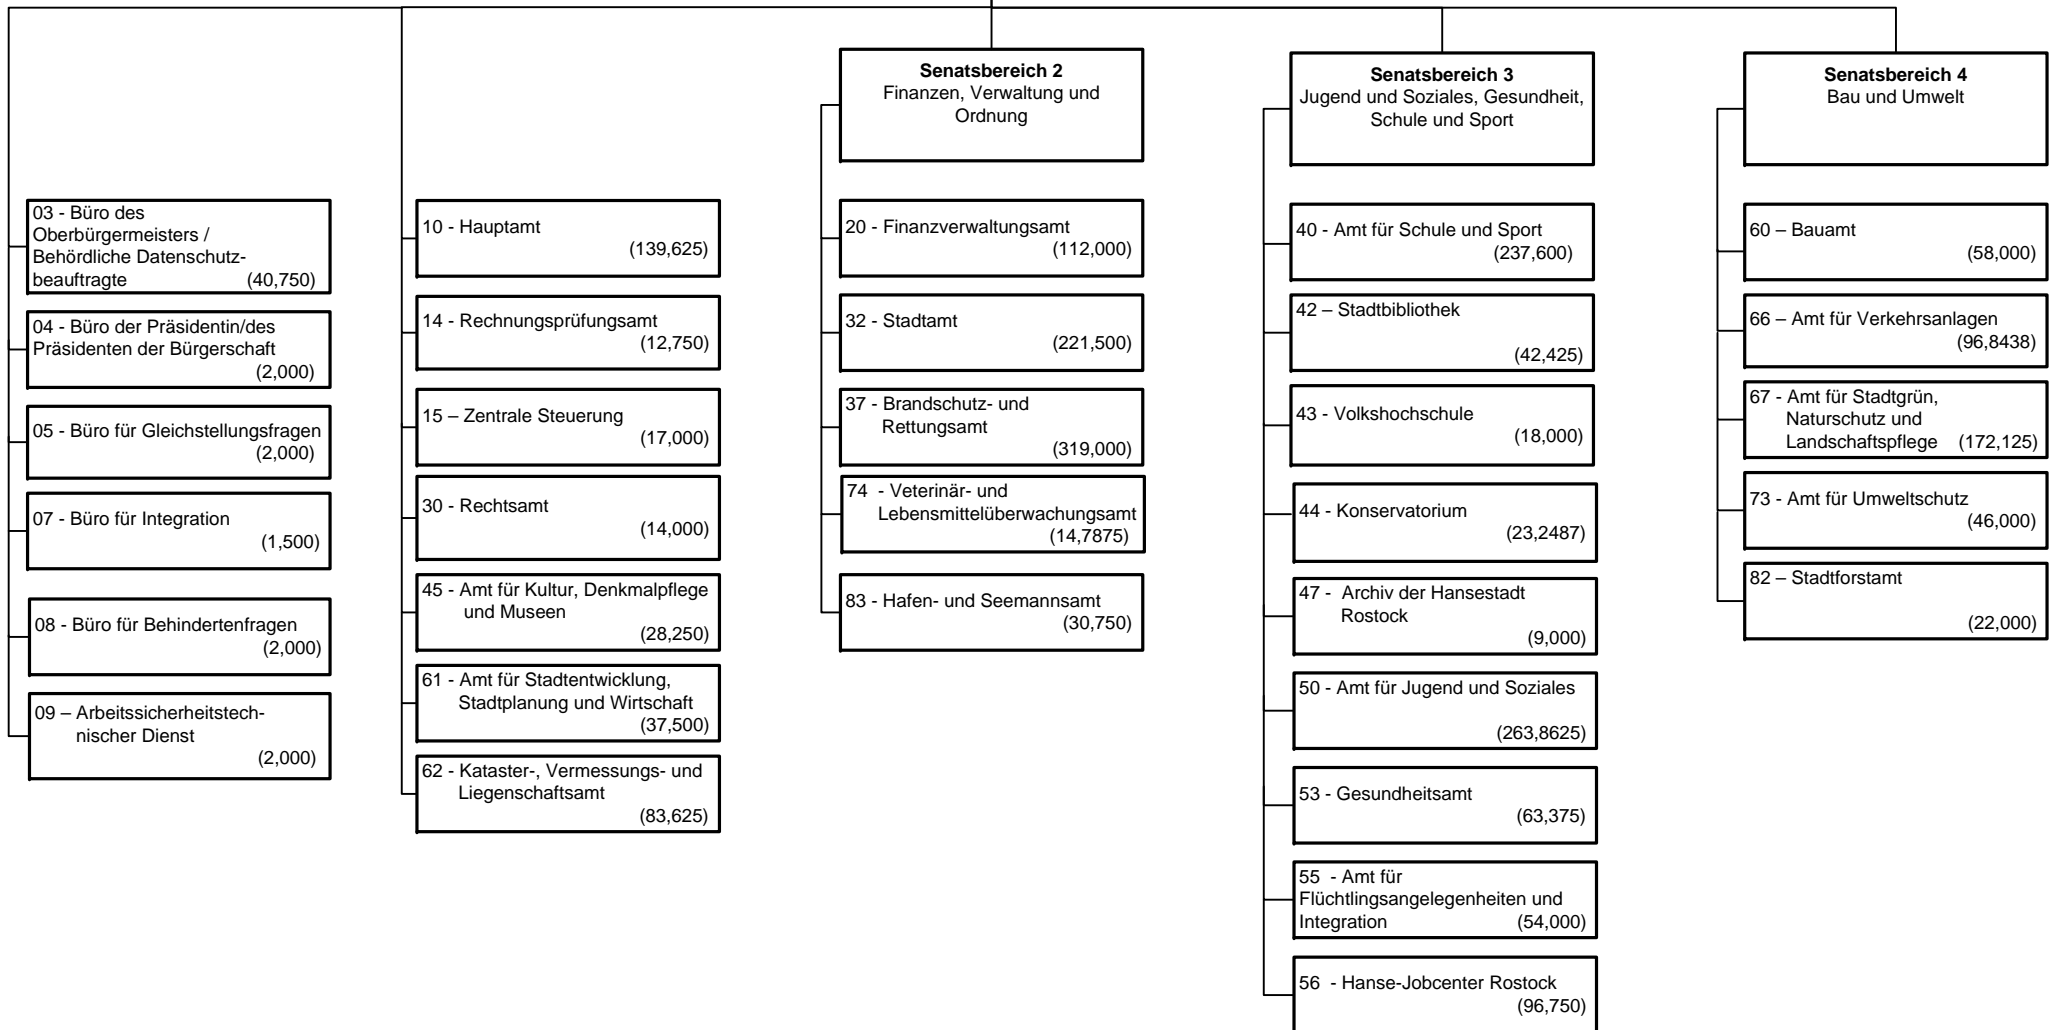 03 - Büro des
Oberbürgermeisters /
Behördliche Datenschutz-
beauftragte (40,750)
04 - Büro der Präsidentin/des
Präsidenten der Bürgerschaft
(2,000)
05 - Büro für Gleichstellungsfragen
(2,000)
07 - Büro für Integration
(1,500)
08 - Büro für Behindertenfragen
(2,000)
09 – Arbeitssicherheitstech-
nischer Dienst
(2,000)
10 - Hauptamt
(139,625)
14 - Rechnungsprüfungsamt
(12,750)
15 – Zentrale Steuerung
(17,000)
30 - Rechtsamt
(14,000)
45 - Amt für Kultur, Denkmalpflege
und Museen
(28,250)
61 - Amt für Stadtentwicklung,
Stadtplanung und Wirtschaft
(37,500)
62 - Kataster-, Vermessungs- und
Liegenschaftsamt
(83,625)
Senatsbereich 2
Finanzen, Verwaltung und
Ordnung
20 - Finanzverwaltungsamt
(112,000)
32 - Stadtamt
(221,500)
37 - Brandschutz- und
Rettungsamt
(319,000)
74 - Veterinär- und
Lebensmittelüberwachungsamt
(14,7875)
83 - Hafen- und Seemannsamt
(30,750)
Senatsbereich 3
Jugend und Soziales, Gesundheit,
Schule und Sport
40 - Amt für Schule und Sport
(237,600)
42 – Stadtbibliothek
(42,425)
43 - Volkshochschule
(18,000)
44 - Konservatorium
(23,2487)
47 - Archiv der Hansestadt
Rostock
(9,000)
50 - Amt für Jugend und Soziales
(263,8625)
53 - Gesundheitsamt
(63,375)
55 - Amt für
Flüchtlingsangelegenheiten und
Integration (54,000)
56 - Hanse-Jobcenter Rostock
(96,750)
Senatsbereich 4
Bau und Umwelt
60 – Bauamt
(58,000)
66 – Amt für Verkehrsanlagen
(96,8438)
67 - Amt für Stadtgrün,
Naturschutz und
Landschaftspflege (172,125)
73 - Amt für Umweltschutz
(46,000)
82 – Stadtforstamt
(22,000)